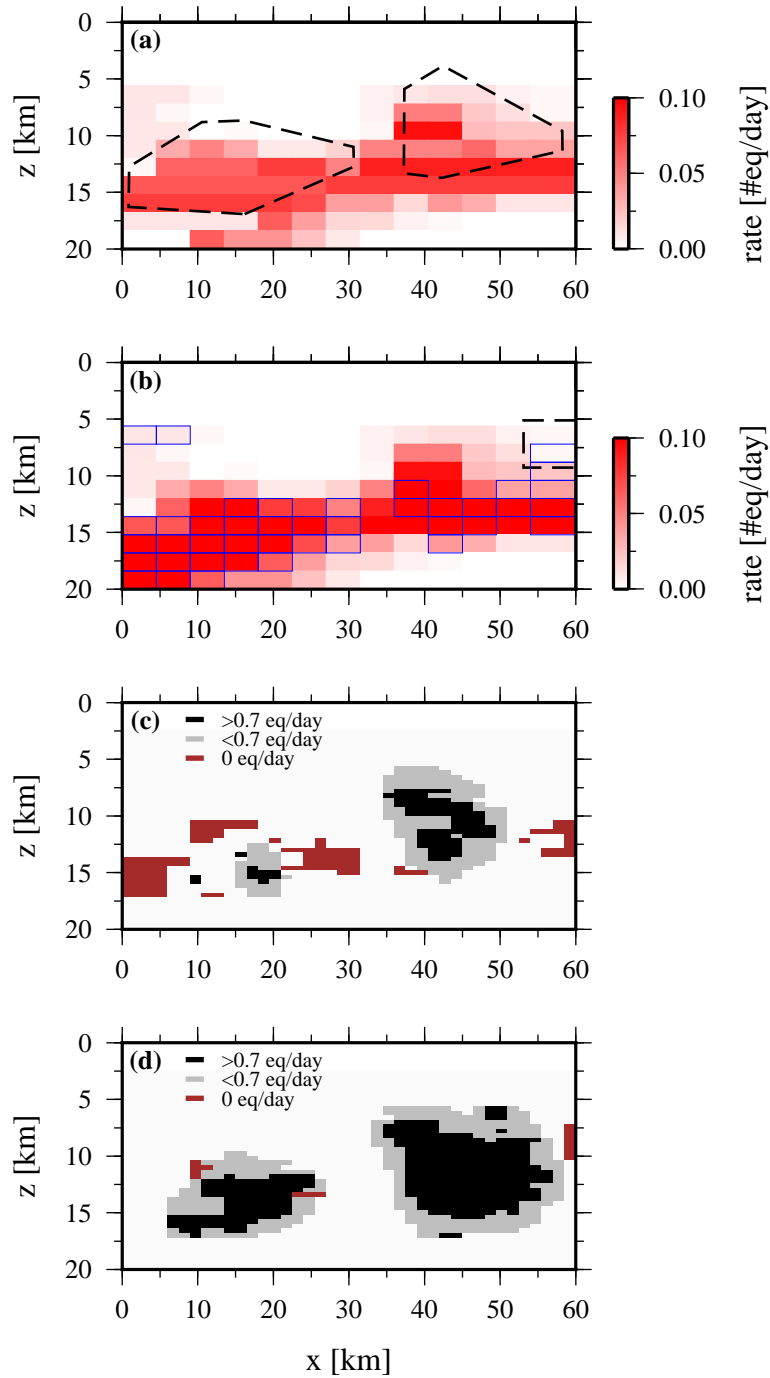 0
5
10
15
20
z [km]
(a)
0 10 20 30 40 50 60
0.10
0.05
0.00
rate [#eq/day]
0
5
10
15
20
z [km]
(b)
0 10 20 30 40 50 60
0.10
0.05
0.00
rate [#eq/day]
0
5
10
15
20
z [km]
(c)
>0.7 eq/day
<0.7 eq/day
0 eq/day
0 10 20 30 40 50 60
0
5
10
15
20
z [km]
(d)
>0.7 eq/day
<0.7 eq/day
0 eq/day
0 10 20 30 40 50 60
x [km]